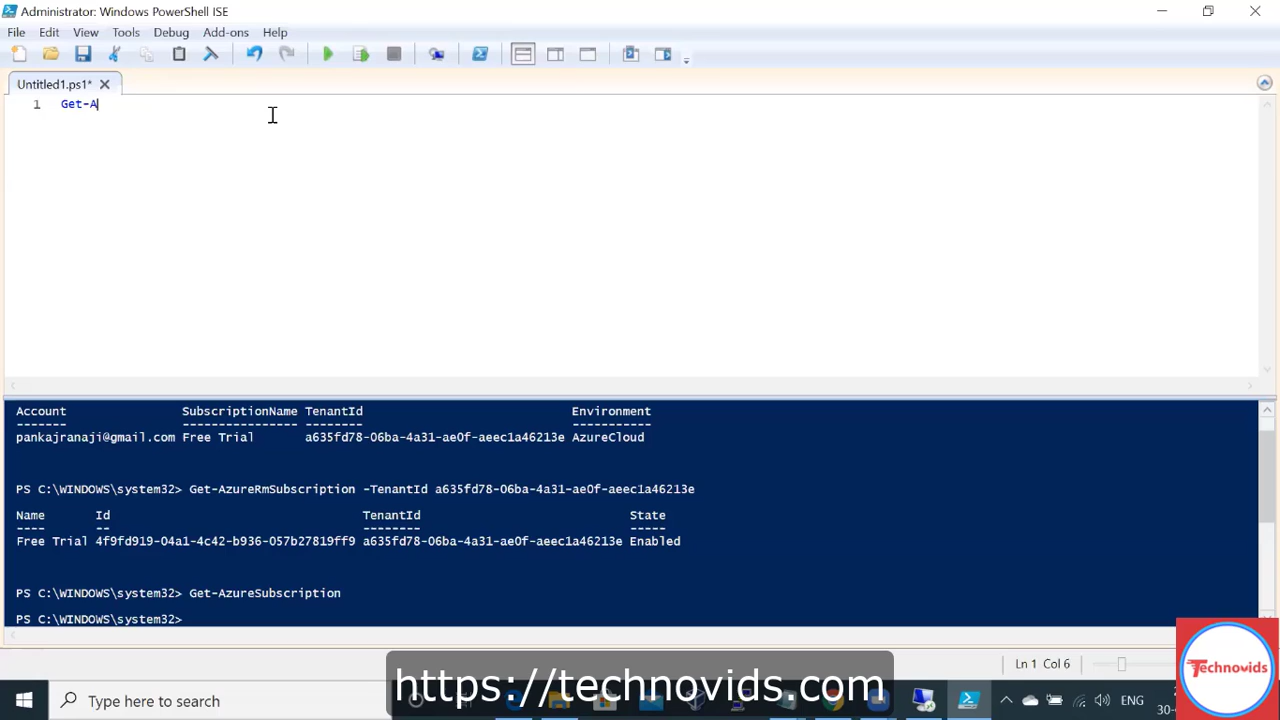 Administrator: Windows PowerShell ISE
File Edit View Tools Debug Add-ons Help
Untitled1.ps1*
1 Get-A
Account SubscriptionName TenantId Environment
------- ---------------- -------- -----------
pankajranaji@gmail.com Free Trial a635fd78-06ba-4a31-ae0f-aeec1a46213e AzureCloud
PS C:\WINDOWS\system32> Get-AzureRmSubscription -TenantId a635fd78-06ba-4a31-ae0f-aeec1a46213e
Name Id TenantId State
---- -- -------- -----
Free Trial 4f9fd919-04a1-4c42-b936-057b27819ff9 a635fd78-06ba-4a31-ae0f-aeec1a46213e Enabled
PS C:\WINDOWS\system32> Get-AzureSubscription
PS C:\WINDOWS\system32>
Ln 1 Col 6
https://technovids.com
Technovids
Type here to search
ENG